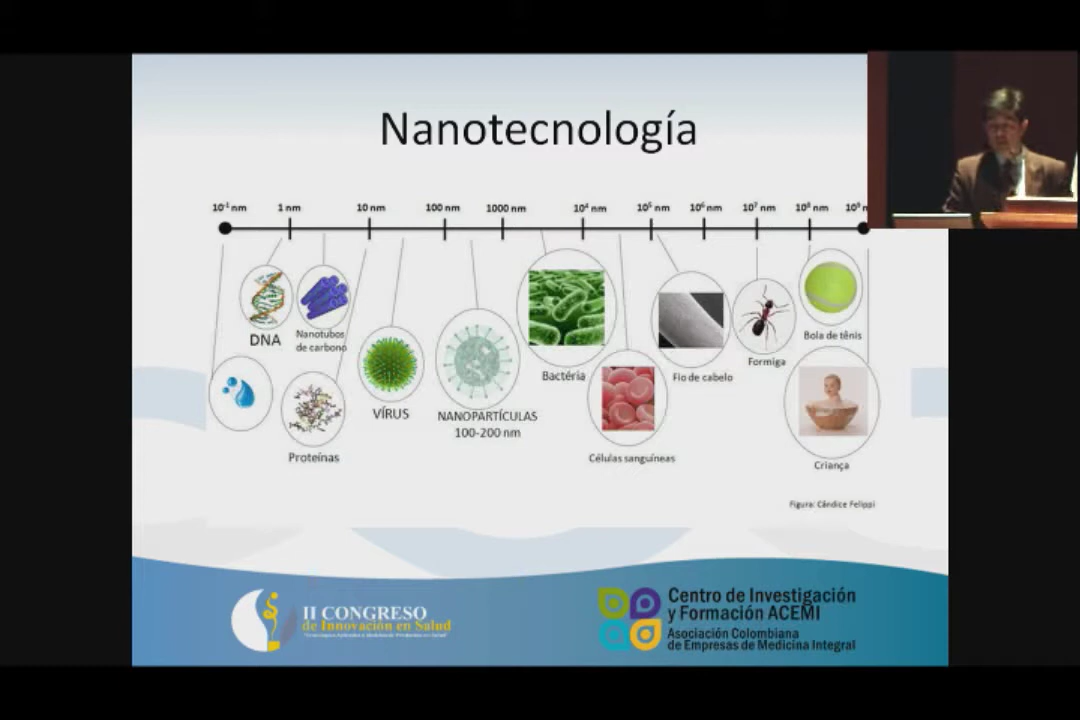 Nanotecnología
10⁻¹ nm 1 nm 10 nm 100 nm 1000 nm 10⁴ nm 10⁵ nm 10⁶ nm 10⁷ nm 10⁸ nm 10⁹ n
DNA
Nanotubos
de carbono
Proteínas
VÍRUS
NANOPARTÍCULAS
100-200 nm
Bactéria
Células sanguíneas
Fio de cabelo
Formiga
Bola de tênis
Criança
Figura: Cândice Felippi
II CONGRESO
de Innovación en Salud
Centro de Investigación
y Formación ACEMI
Asociación Colombiana
de Empresas de Medicina Integral